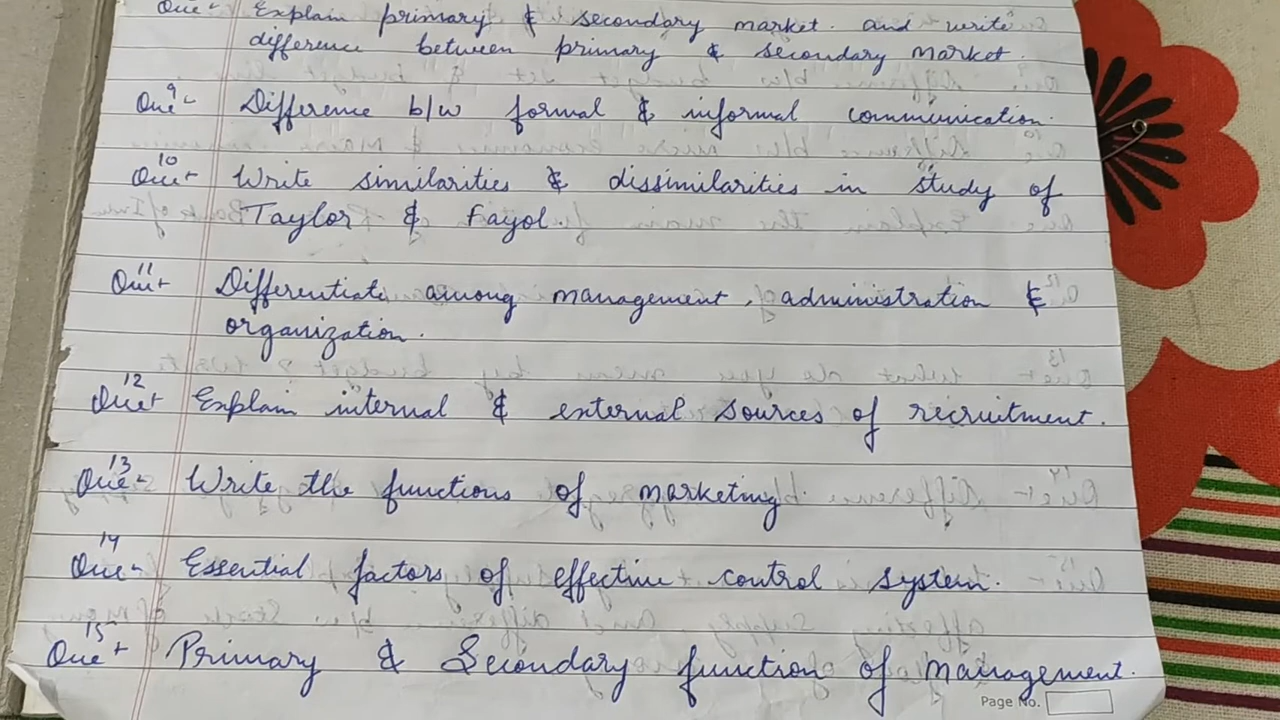 Que- Explain primary & secondary market. and write
difference between primary & secondary market.
Que 9- Difference b/w formal & informal communication.
Que 10- Write similarities & dissimilarities in study of
Taylor & Fayol.
Que 11- Differentiate among management, administration &
organization.
Que 12- Explain internal & external sources of recruitment.
Que 13- Write the functions of marketing.
Que 14- Essential factors of effective control system.
Que 15- Primary & Secondary function of management.
Page No.